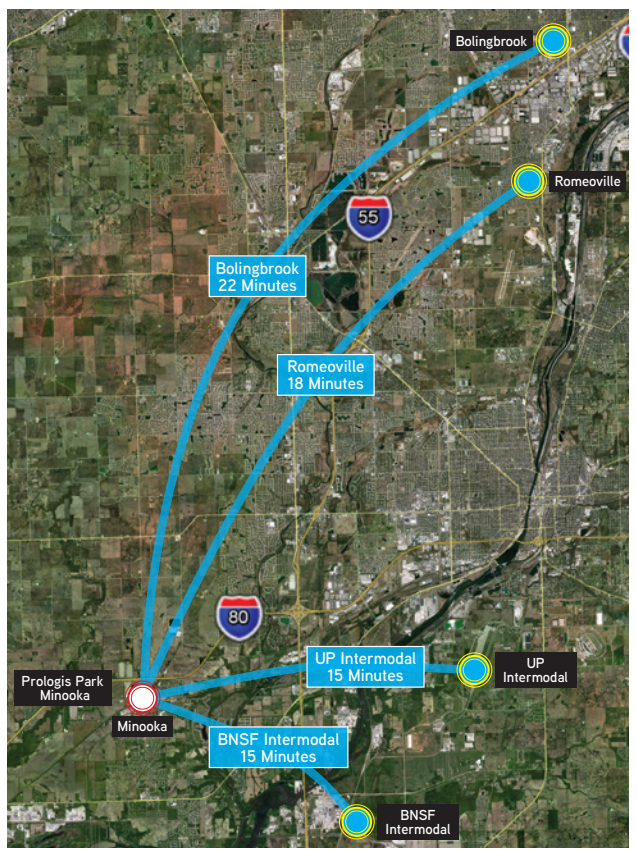 Bolingbrook
Romeoville
55
Bolingbrook
22 Minutes
Romeoville
18 Minutes
80
UP Intermodal
15 Minutes
UP
Intermodal
Prologis Park
Minooka
Minooka
BNSF Intermodal
15 Minutes
BNSF
Intermodal